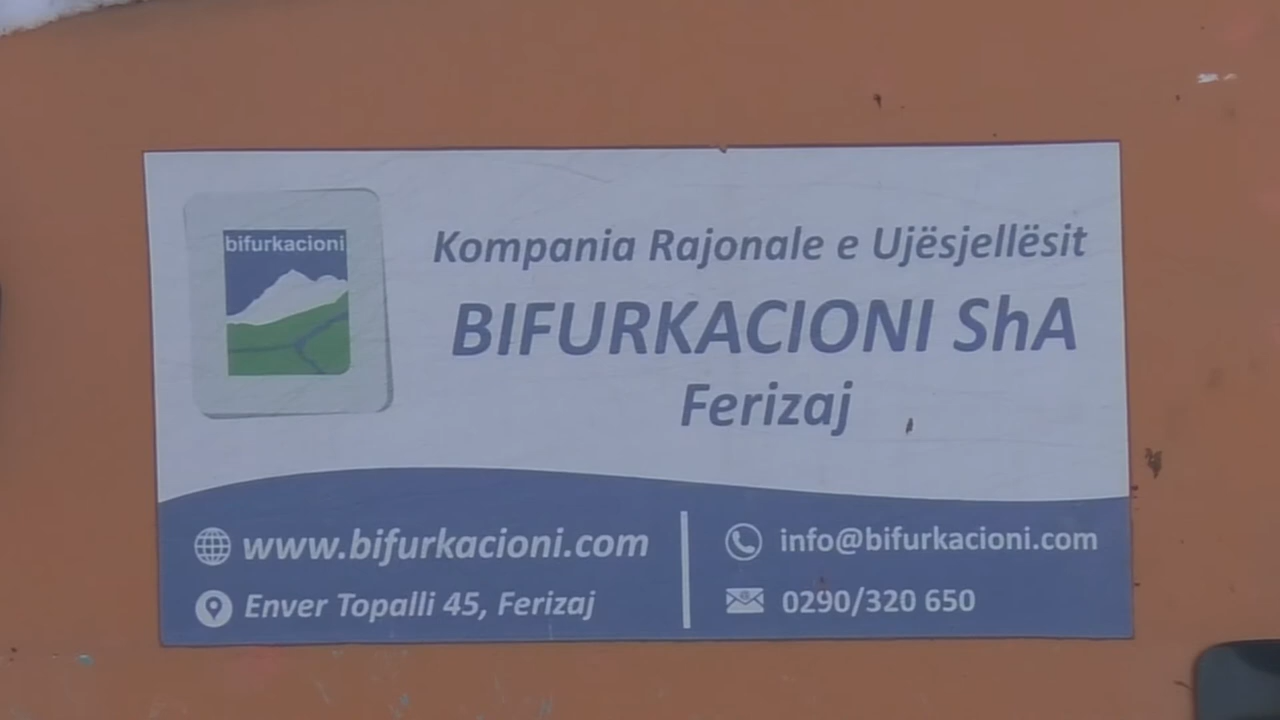 bifurkacioni
Kompania Rajonale e Ujësjellësit
BIFURKACIONI ShA
Ferizaj
www.bifurkacioni.com
Enver Topalli 45, Ferizaj
info@bifurkacioni.com
0290/320 650